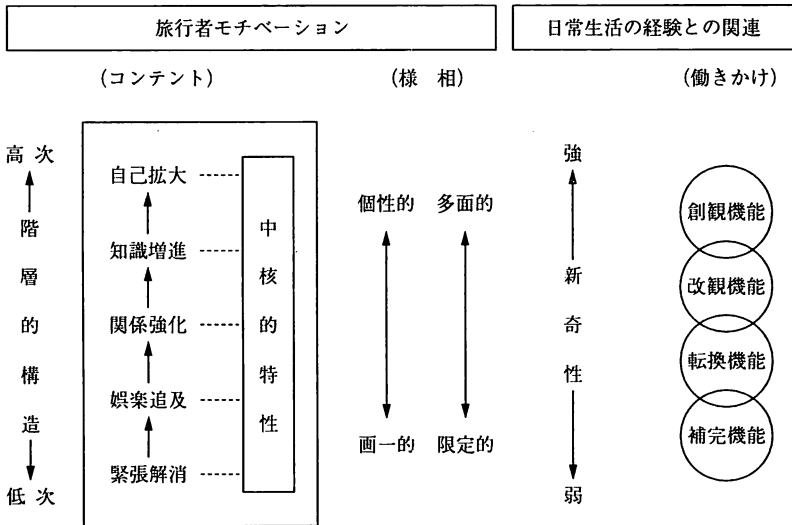 旅行者モチベーション
日常生活の経験との関連
(コンテント)
(様 相)
(働きかけ)
高 次
階
層
的
構
造
低 次
自己拡大
知識増進
関係強化
娯楽追及
緊張解消
中
核
的
特
性
個性的 多面的
画一的 限定的
強
新
奇
性
弱
創観機能
改観機能
転換機能
補完機能